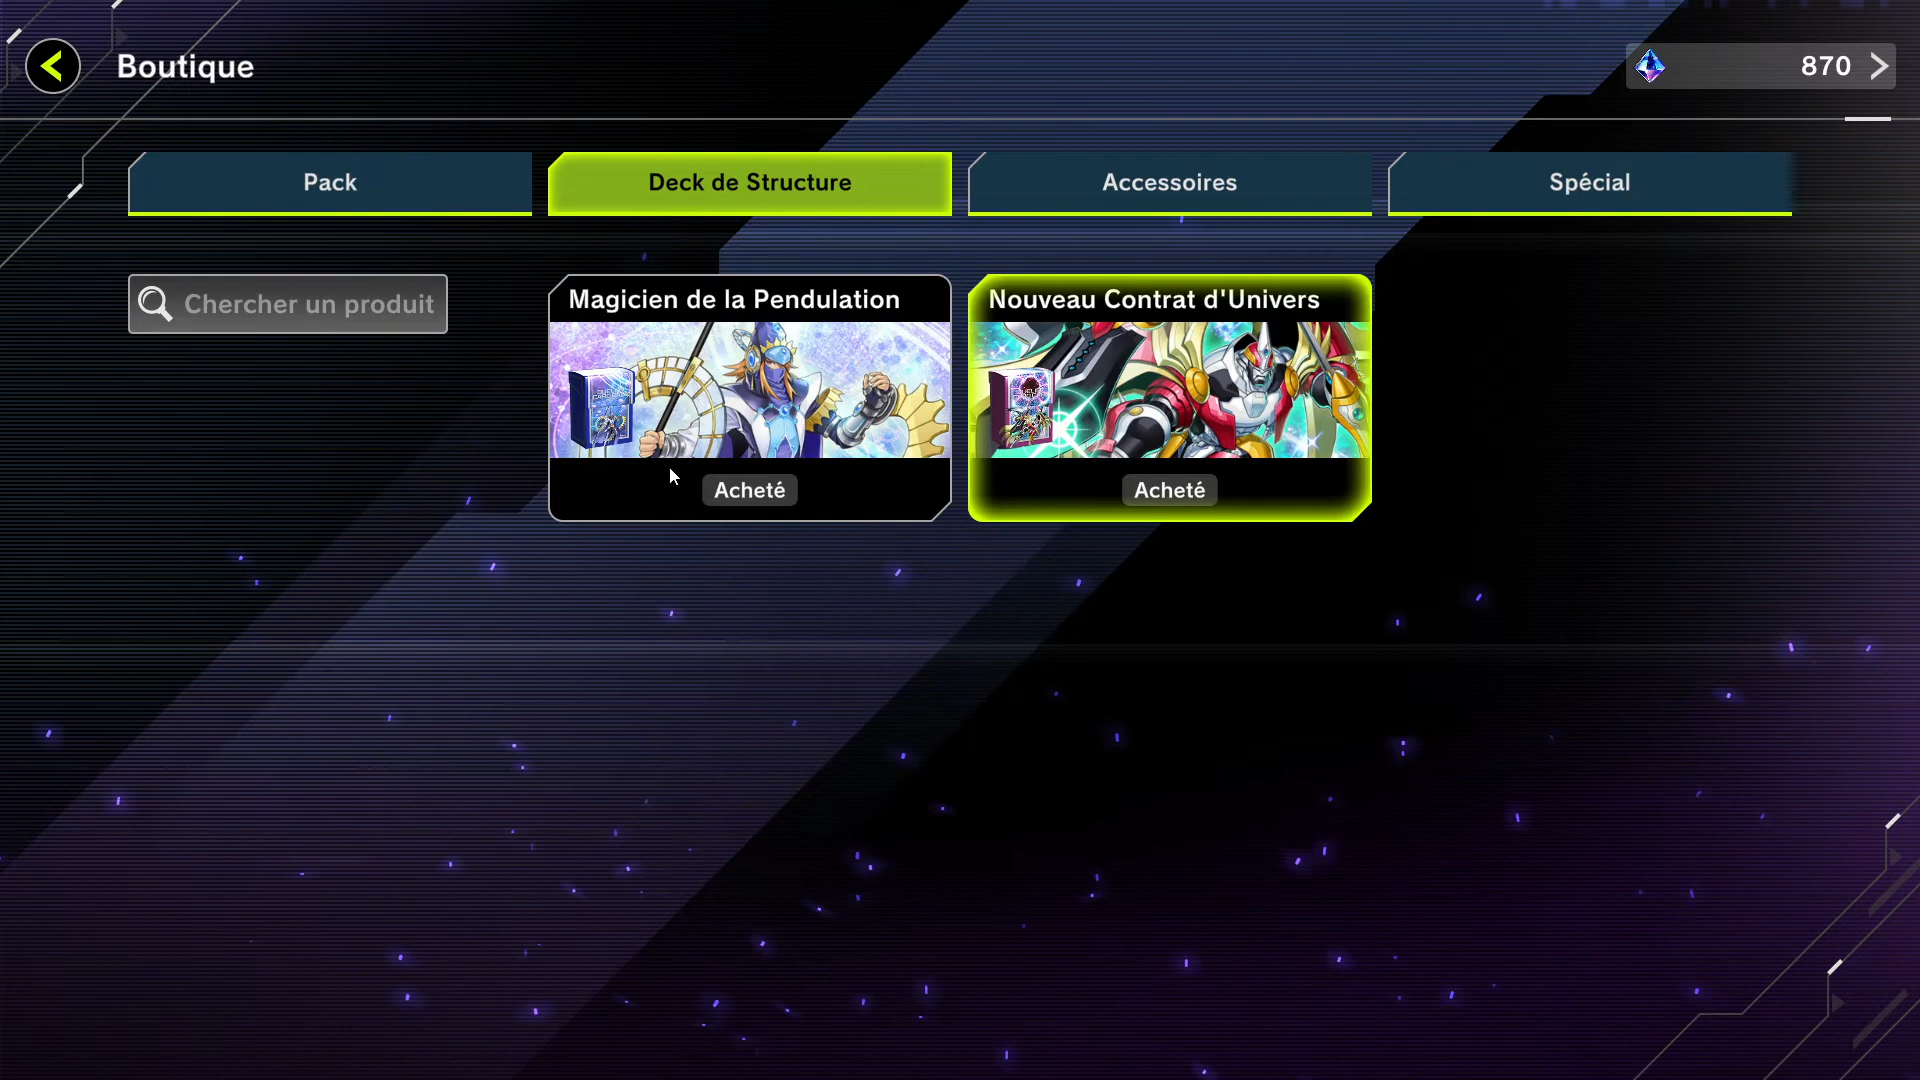 Boutique
870
Pack
Deck de Structure
Accessoires
Spécial
Chercher un produit
Magicien de la Pendulation
Acheté
Nouveau Contrat d'Univers
Acheté